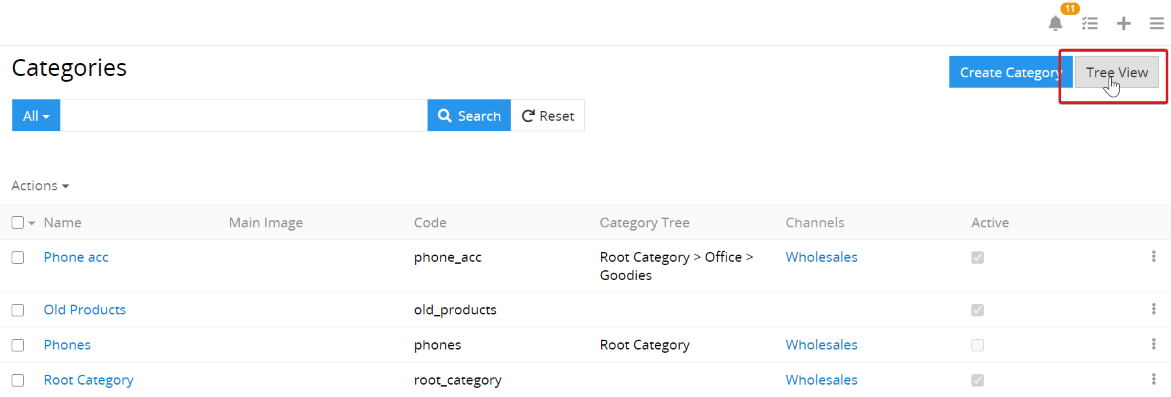 11
Categories
Create Category Tree View
All Search Reset
Actions
Name Main Image Code Category Tree Channels Active
Phone acc phone_acc Root Category > Office > Wholesales
Goodies
Old Products old_products
Phones phones Root Category Wholesales
Root Category root_category Wholesales